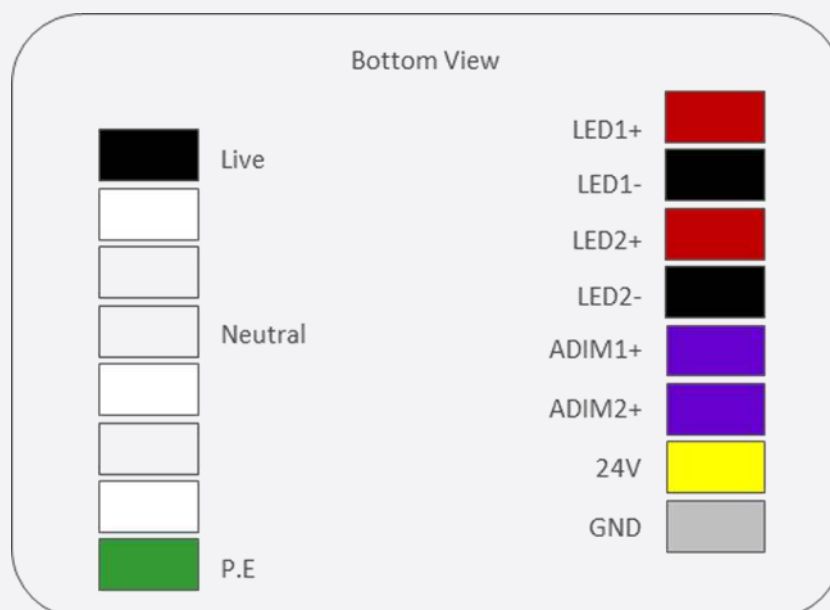 Bottom View
Live
Neutral
P.E
LED1+
LED1-
LED2+
LED2-
ADIM1+
ADIM2+
24V
GND